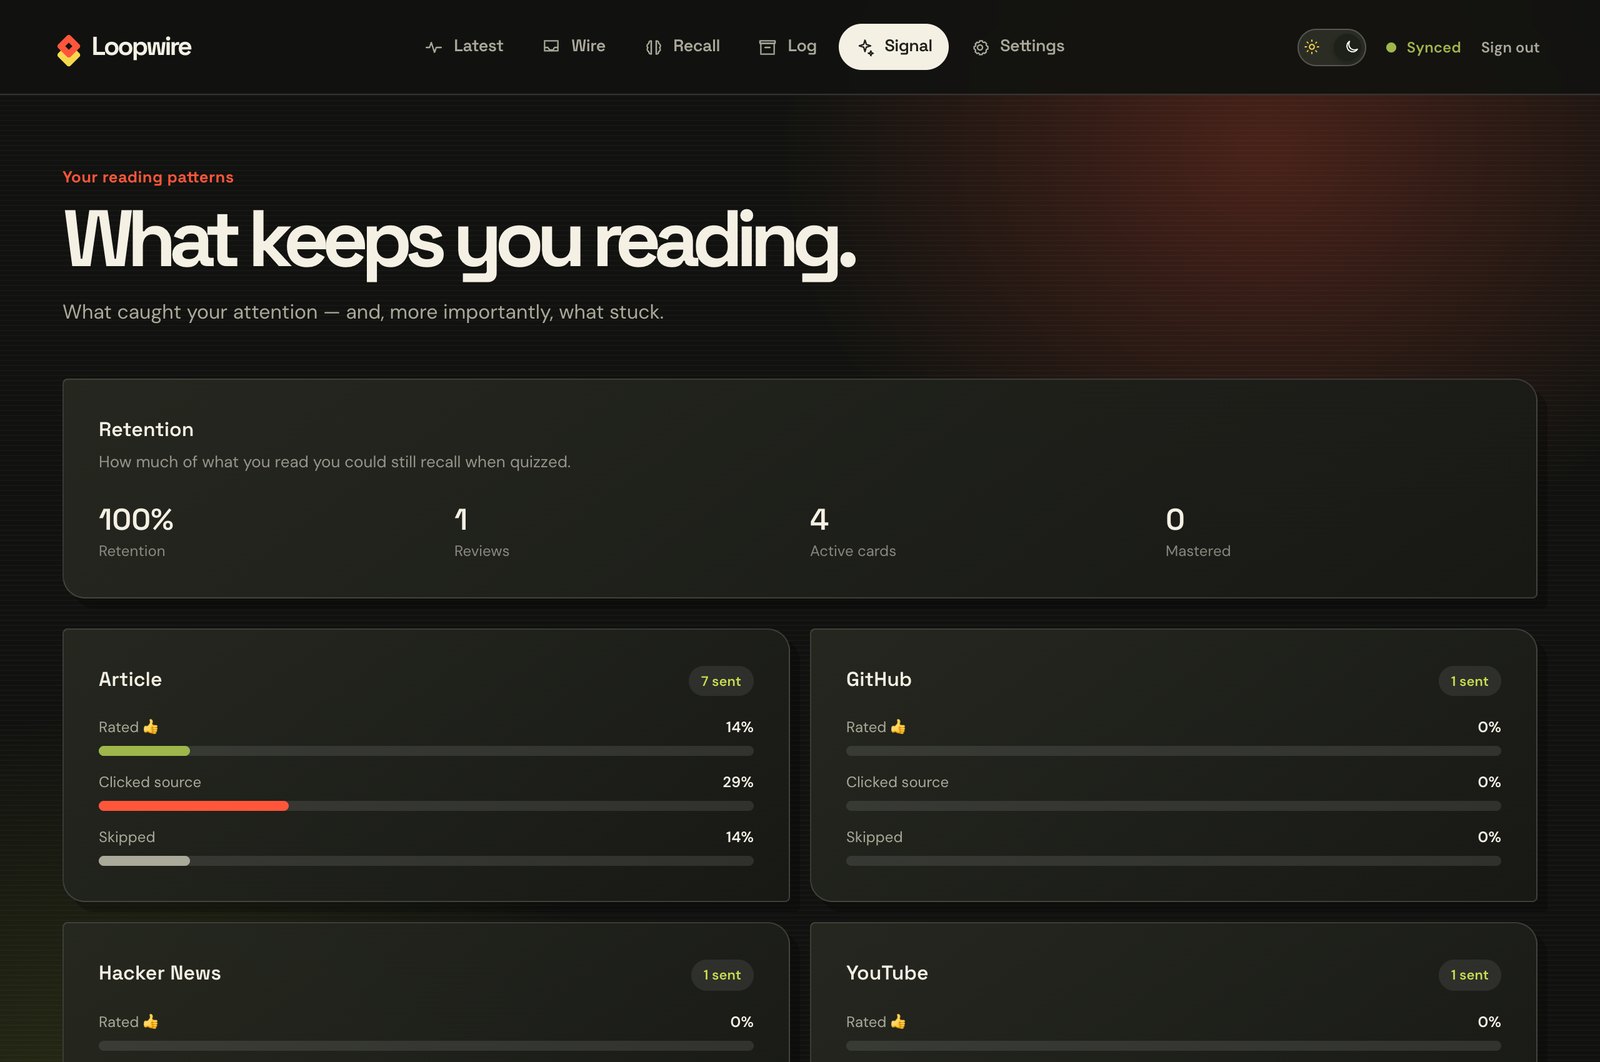 Loopwire
Latest
Wire
Recall
Log
Signal
Settings
Synced
Sign out
Your reading patterns
What keeps you reading.
What caught your attention — and, more importantly, what stuck.
Retention
How much of what you read you could still recall when quizzed.
100%
Retention
1
Reviews
4
Active cards
0
Mastered
Article
7 sent
Rated 👍
14%
Clicked source
29%
Skipped
14%
GitHub
1 sent
Rated 👍
0%
Clicked source
0%
Skipped
0%
Hacker News
1 sent
Rated 👍
0%
YouTube
1 sent
Rated 👍
0%